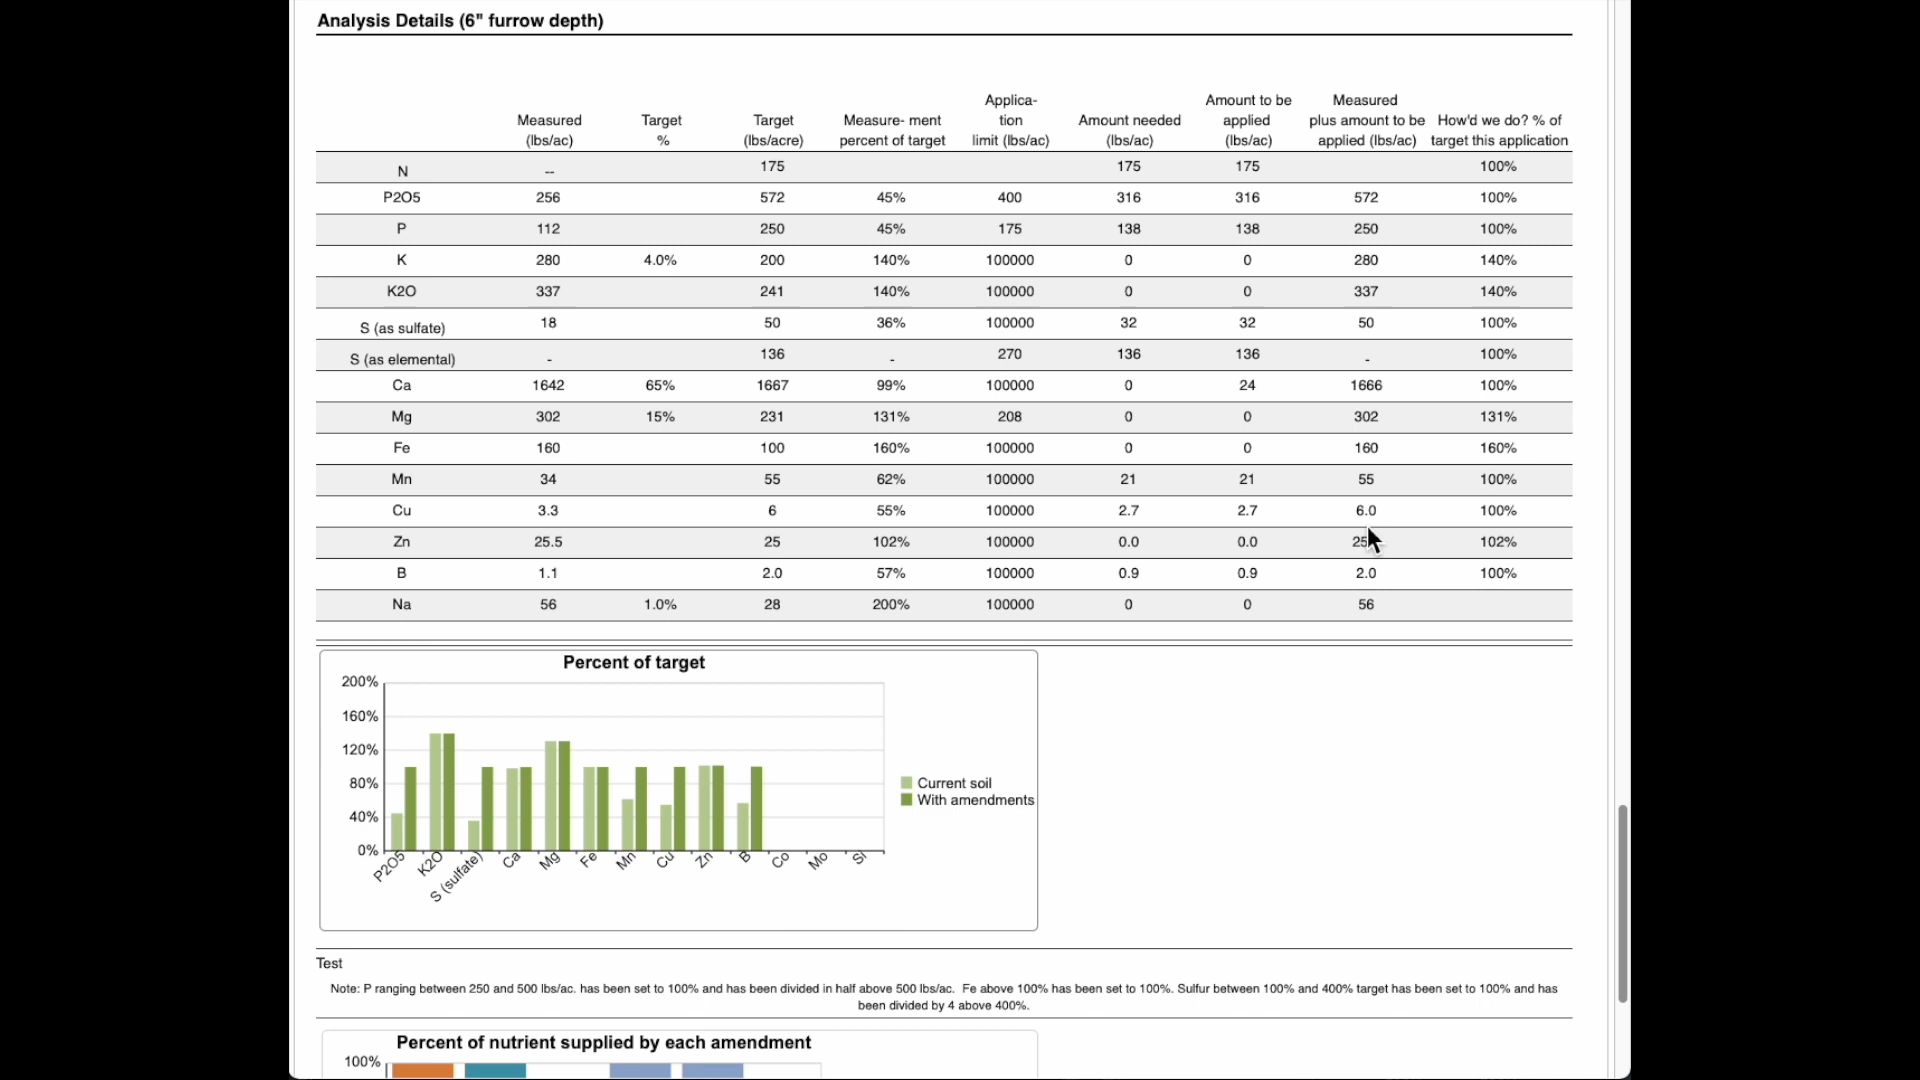 Analysis Details (6" furrow depth)
Measured (lbs/ac) Target % Target (lbs/acre) Measure- ment percent of target Applica- tion limit (lbs/ac) Amount needed (lbs/ac) Amount to be applied (lbs/ac) Measured plus amount to be applied (lbs/ac) How'd we do? % of target this application
N -- 175 175 175 100%
P2O5 256 572 45% 400 316 316 572 100%
P 112 250 45% 175 138 138 250 100%
K 280 4.0% 200 140% 100000 0 0 280 140%
K2O 337 241 140% 100000 0 0 337 140%
S (as sulfate) 18 50 36% 100000 32 32 50 100%
S (as elemental) - 136 - 270 136 136 - 100%
Ca 1642 65% 1667 99% 100000 0 24 1666 100%
Mg 302 15% 231 131% 208 0 0 302 131%
Fe 160 100 160% 100000 0 0 160 160%
Mn 34 55 62% 100000 21 21 55 100%
Cu 3.3 6 55% 100000 2.7 2.7 6.0 100%
Zn 25.5 25 102% 100000 0.0 0.0 102%
B 1.1 2.0 57% 100000 0.9 0.9 2.0 100%
Na 56 1.0% 28 200% 100000 0 0 56
Percent of target
200%
160%
120%
80%
40%
0%
P2O5 K2O S (sulfate) Ca Mg Fe Mn Cu Zn B Co Mo Si
Current soil
With amendments
Test
Note: P ranging between 250 and 500 lbs/ac. has been set to 100% and has been divided in half above 500 lbs/ac. Fe above 100% has been set to 100%. Sulfur between 100% and 400% target has been set to 100% and has
been divided by 4 above 400%.
Percent of nutrient supplied by each amendment
100%